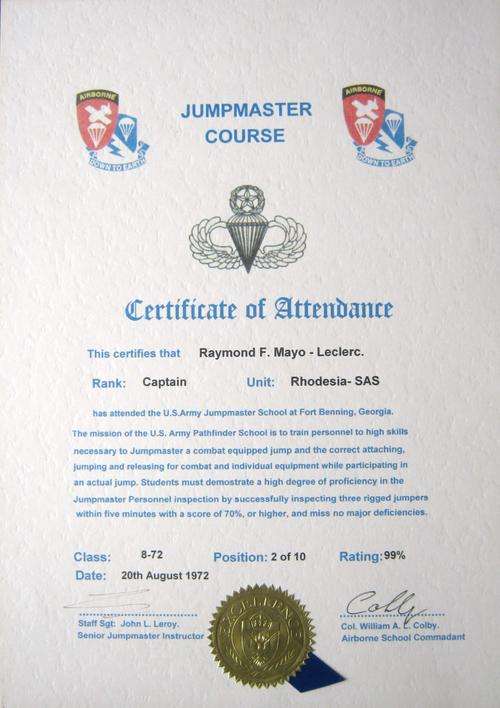 AIRBORNE
DOWN TO EARTH
JUMPMASTER
COURSE
AIRBORNE
DOWN TO EARTH
Certificate of Attendance
This certifies that Raymond F. Mayo - Leclerc.
Rank: Captain Unit: Rhodesia- SAS
has attended the U.S.Army Jumpmaster School at Fort Benning, Georgia.
The mission of the U.S. Army Pathfinder School is to train personnel to high skills
necessary to Jumpmaster a combat equipped jump and the correct attaching,
jumping and releasing for combat and individual equipment while participating in
an actual jump. Students must demostrate a high degree of proficiency in the
Jumpmaster Personnel inspection by successfully inspecting three rigged jumpers
within five minutes with a score of 70%, or higher, and miss no major deficiencies.
Class: 8-72 Position: 2 of 10 Rating: 99%
Date: 20th August 1972
Colby
Staff Sgt: John L. Leroy.
Senior Jumpmaster Instructor
Col. William A. L. Colby.
Airborne School Commadant